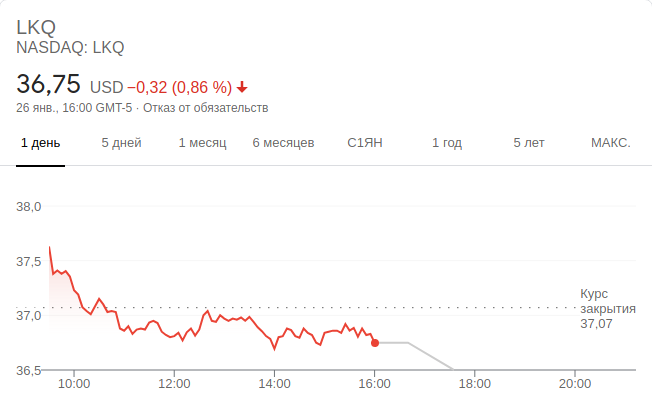 LKQ
NASDAQ: LKQ
36,75 USD −0,32 (0,86 %)
26 янв., 16:00 GMT-5 · Отказ от обязательств
1 день 5 дней 1 месяц 6 месяцев С1ЯН 1 год 5 лет МАКС.
38,0
37,5
37,0
36,5
Курс
закрытия
37,07
10:00 12:00 14:00 16:00 18:00 20:00